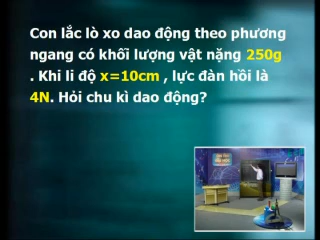 Con lắc lò xo dao động theo phương
ngang có khối lượng vật nặng 250g
. Khi li độ x=10cm , lực đàn hồi là
4N. Hỏi chu kì dao động?